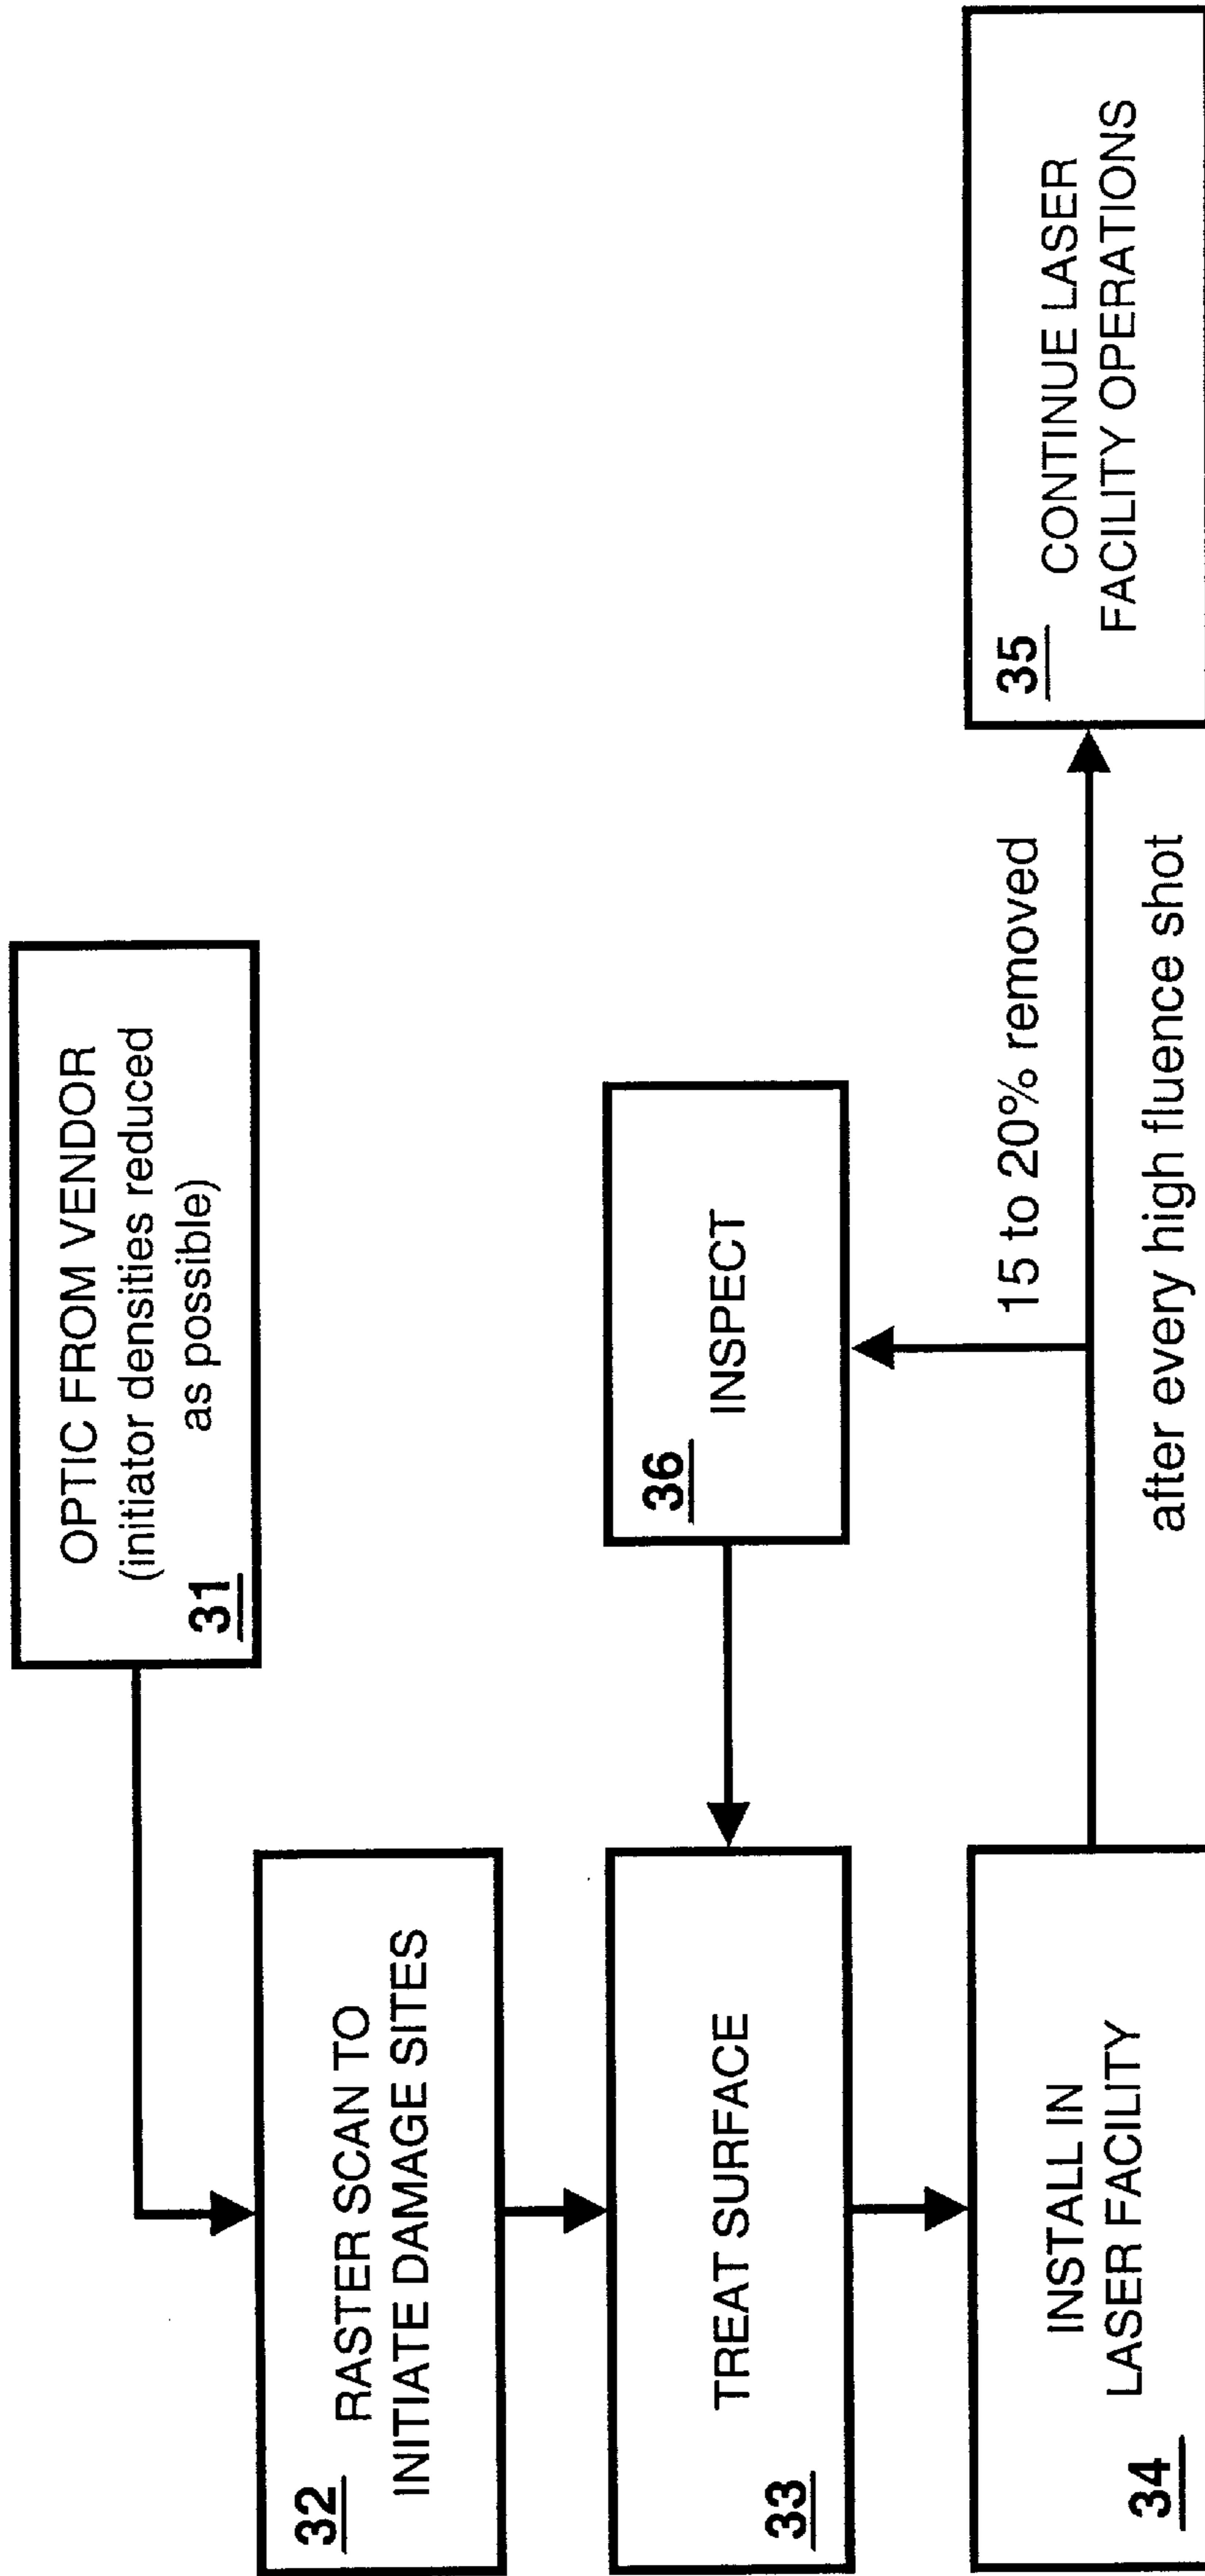 OPTIC FROM VENDOR
(initiator densities reduced
as possible)
31
32
RASTER SCAN TO
INITIATE DAMAGE SITES
TREAT SURFACE
33
36
INSPECT
INSTALL IN
LASER FACILITY
34
15 to 20% removed
after every high fluence shot
35
CONTINUE LASER
FACILITY OPERATIONS